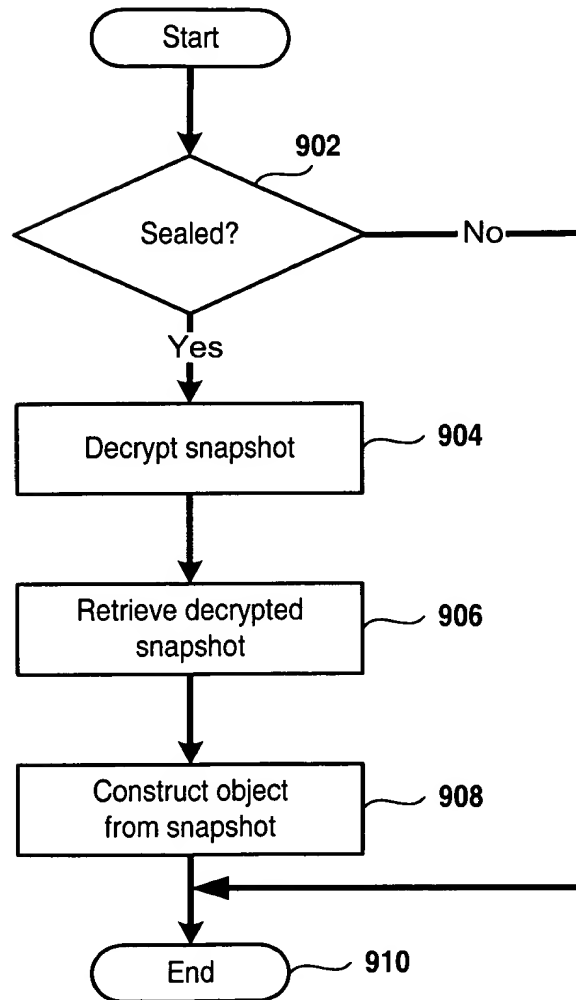 Start
902
Sealed?
No
Yes
Decrypt snapshot
904
Retrieve decrypted
snapshot
906
Construct object
from snapshot
908
End
910